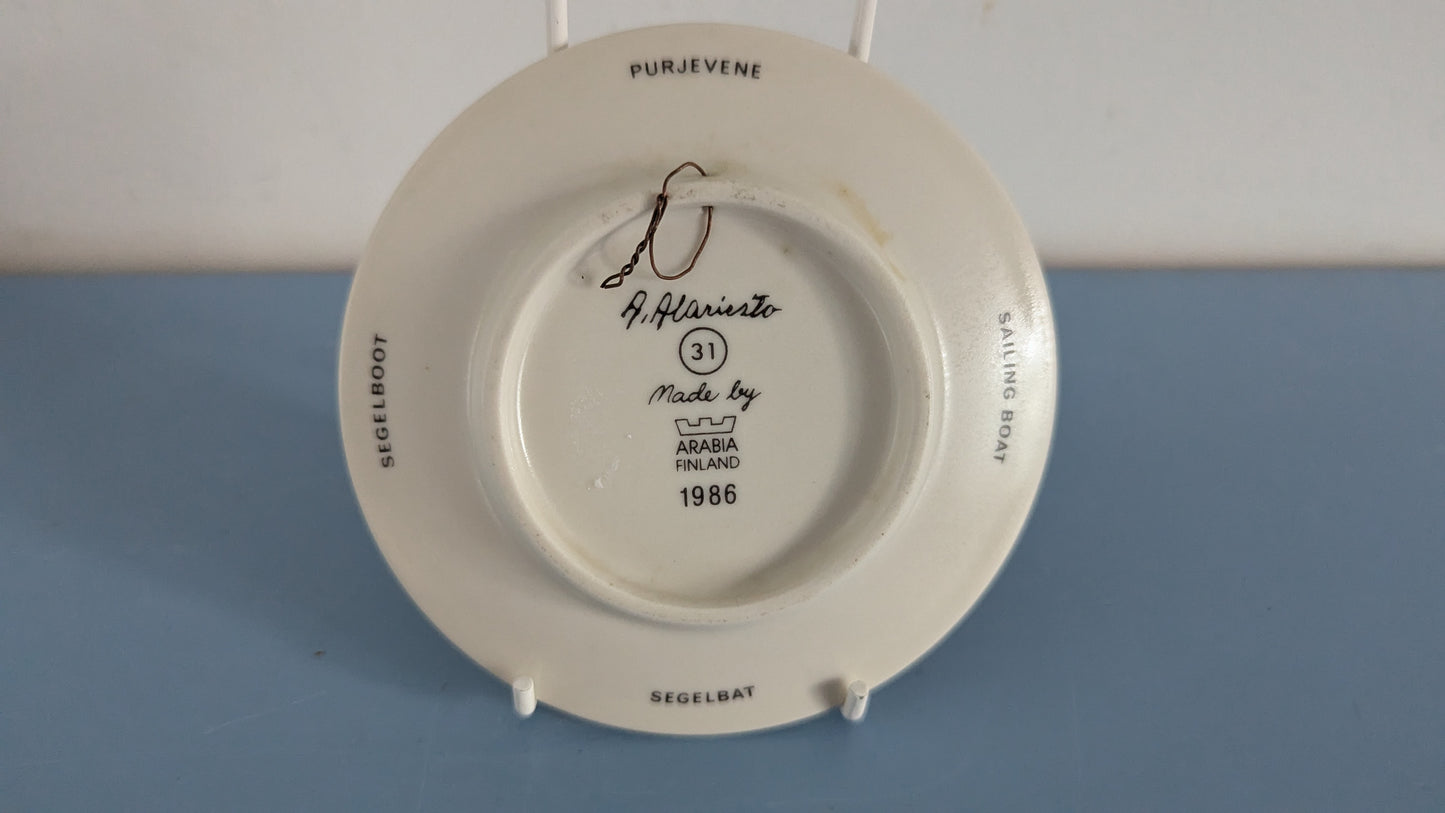 PURJEVENE
SEGELBOOT
A. Alariesto
31
Made by
ARABIA
FINLAND
1986
SAILING BOAT
SEGELBAT